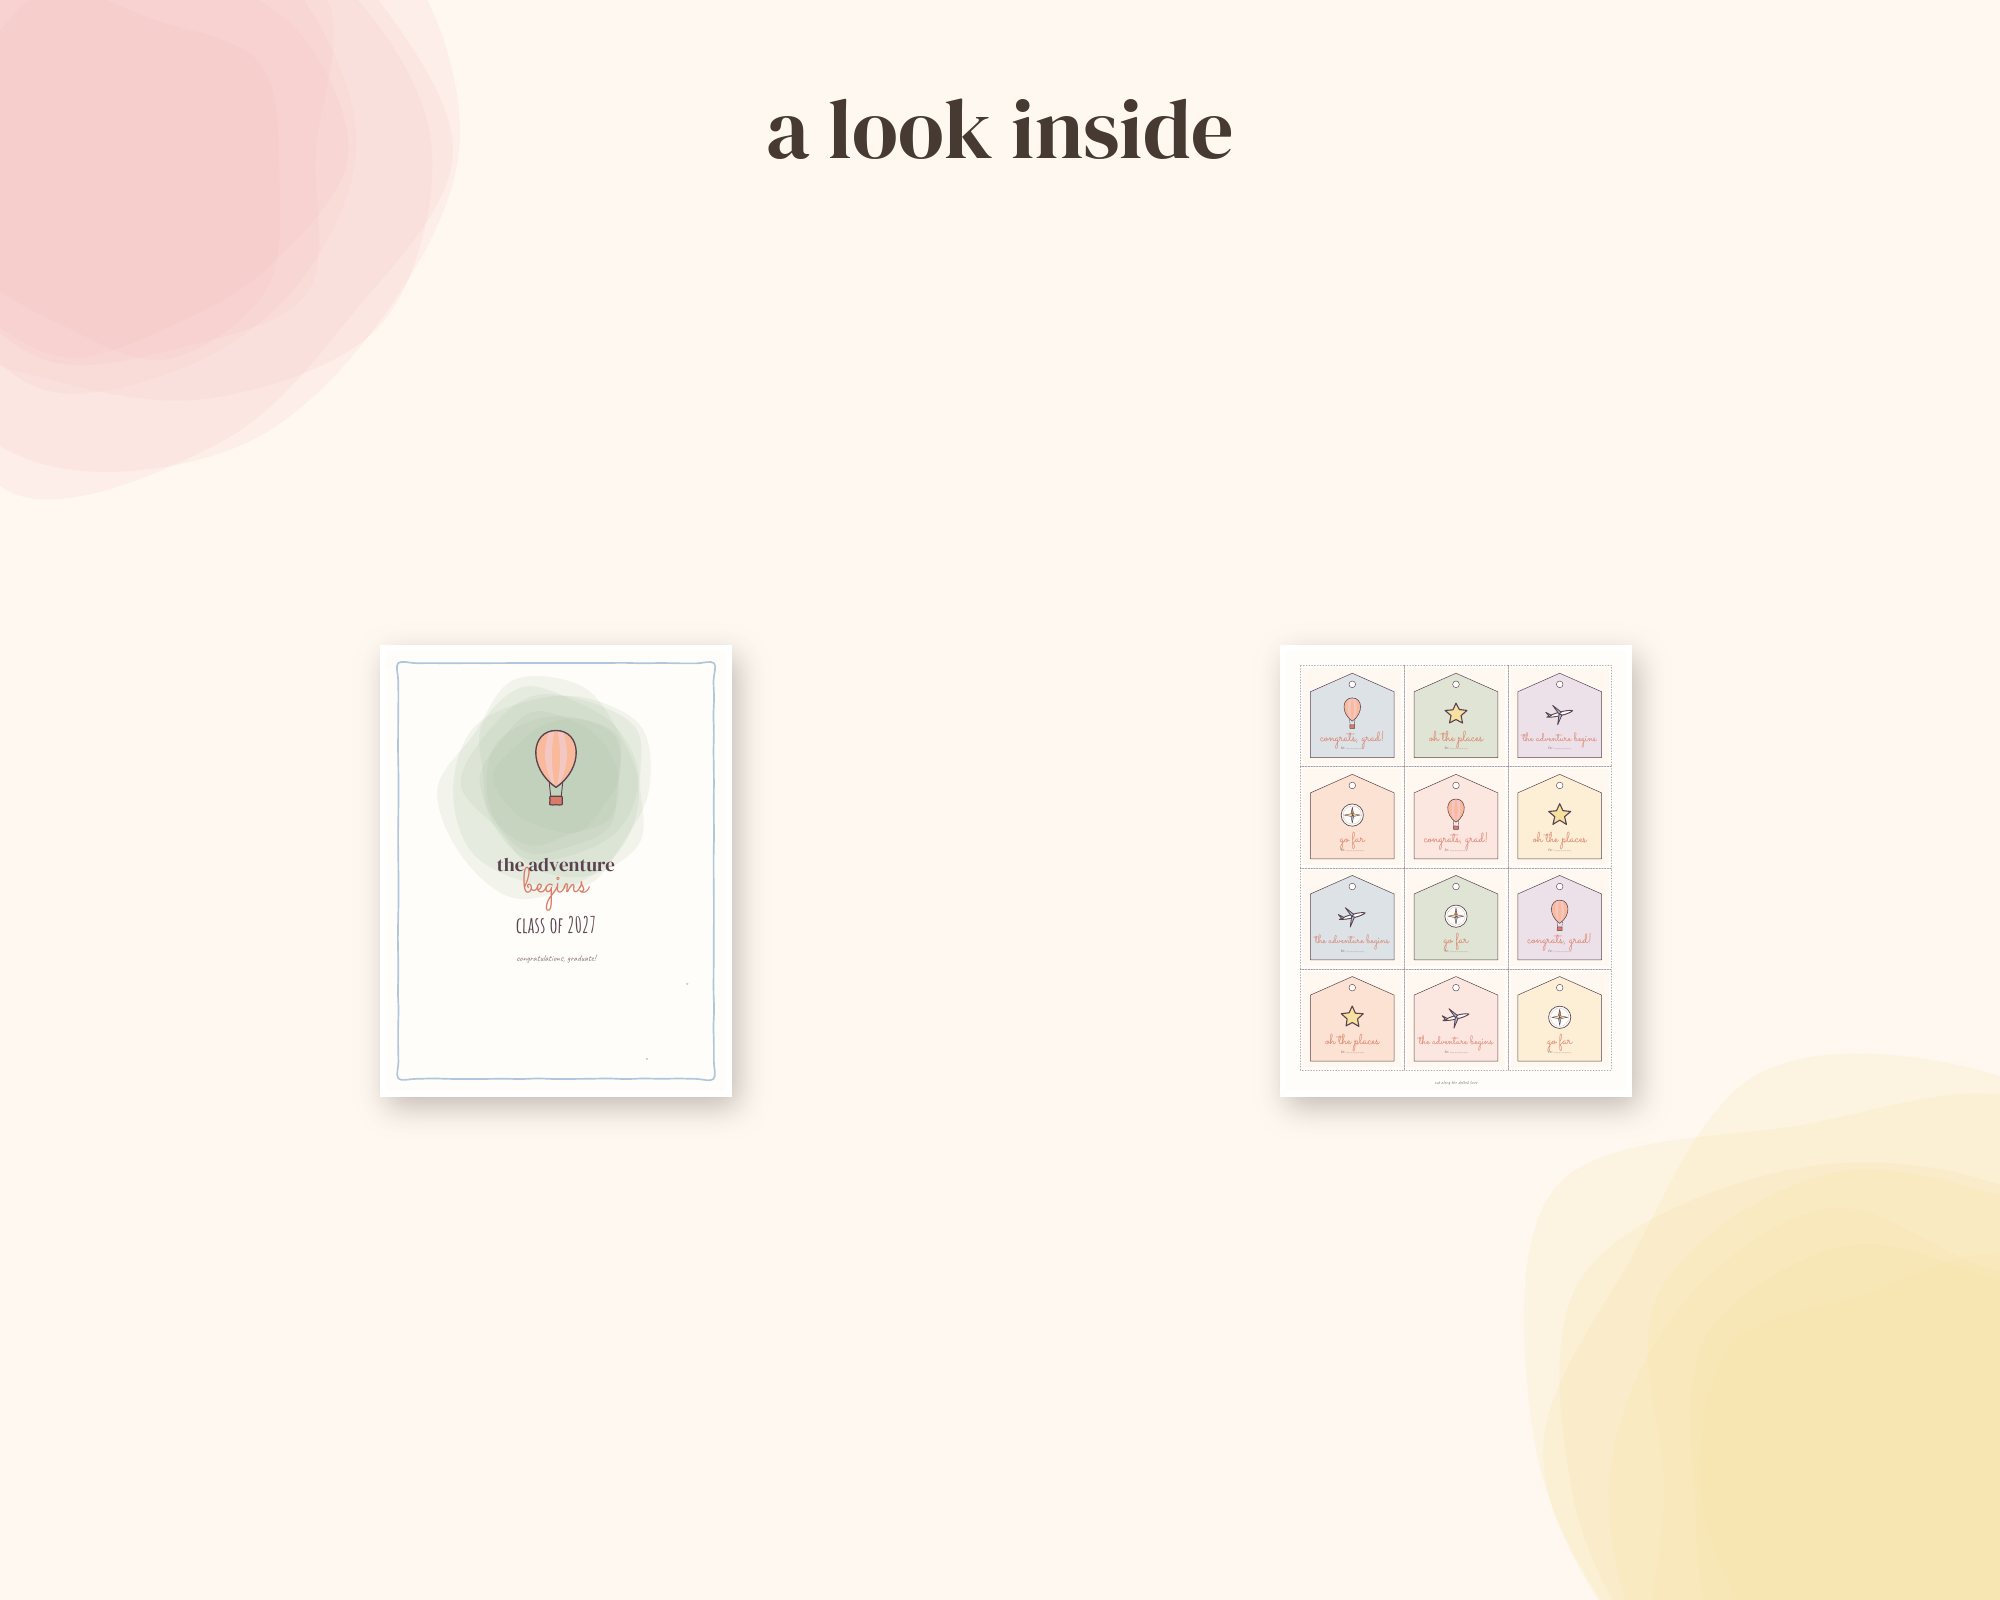 a look inside
the adventure
begins
CLASS OF 2027
congratulations, graduate!
congrats, grad!
oh the places
the adventure begins
go far
congrats, grad!
oh the places
the adventure begins
go far
congrats, grad!
oh the places
the adventure begins
go far